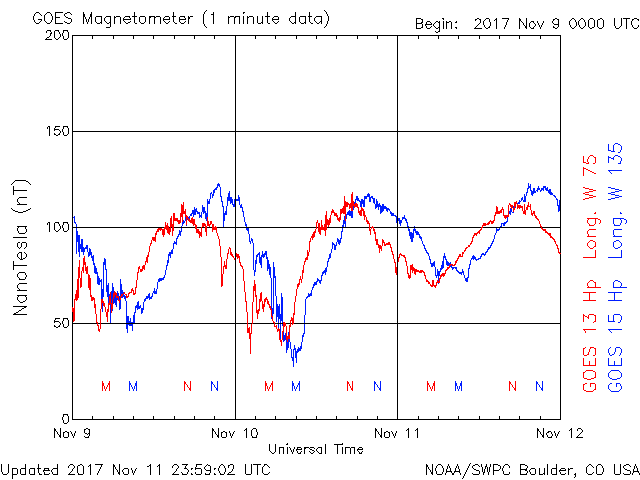 GOES Magnetometer (1 minute data)
Begin: 2017 Nov 9 0000 UTC
200
150
100
50
0
NanoTesla (nT)
M M N N M M N N M M N N
Nov 9 Nov 10 Nov 11 Nov 12
Universal Time
Updated 2017 Nov 11 23:59:02 UTC
NOAA/SWPC Boulder, CO USA
GOES 13 Hp Long. W 75
GOES 15 Hp Long. W 135